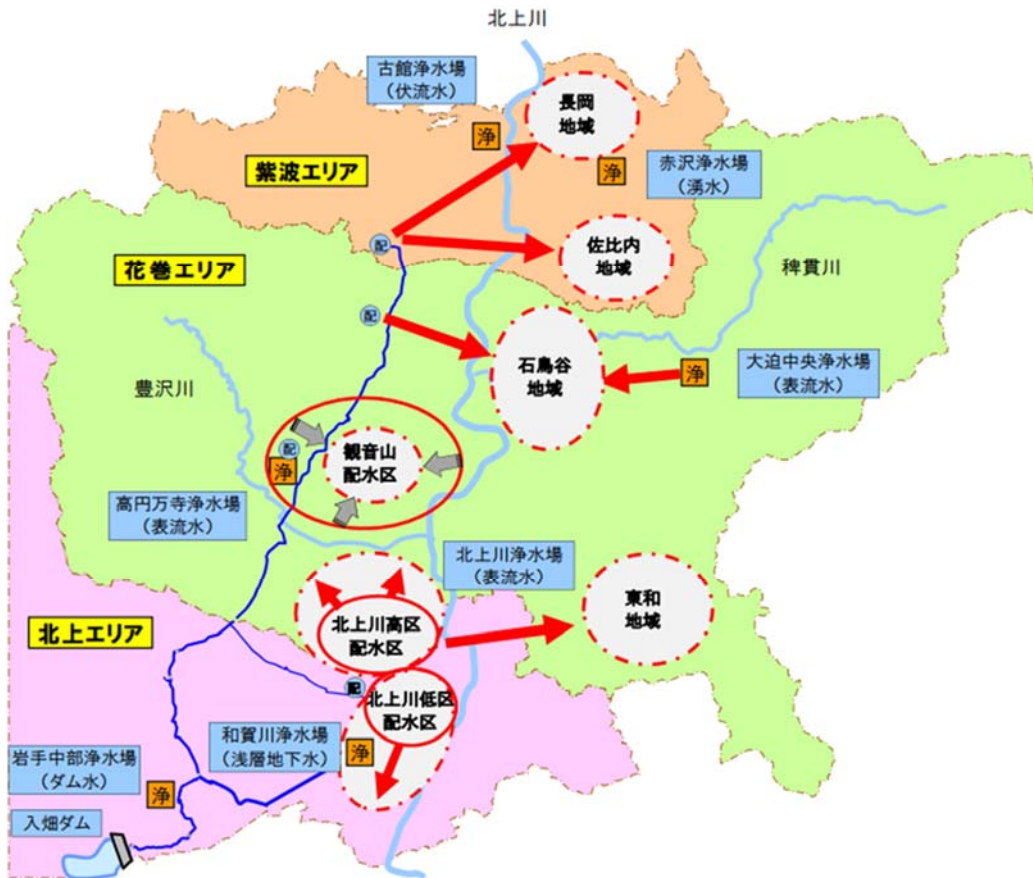 北上川
古館浄水場
（伏流水）
浄
長岡
地域
浄
赤沢浄水場
（湧水）
紫波エリア
配
佐比内
地域
花巻エリア
稗貫川
配
石鳥谷
地域
浄
大迫中央浄水場
（表流水）
豊沢川
配
浄
観音山
配水区
高円万寺浄水場
（表流水）
北上川浄水場
（表流水）
東和
地域
北上エリア
北上川高区
配水区
配
北上川低区
配水区
和賀川浄水場
（浅層地下水）
浄
岩手中部浄水場
（ダム水）
浄
入畑ダム